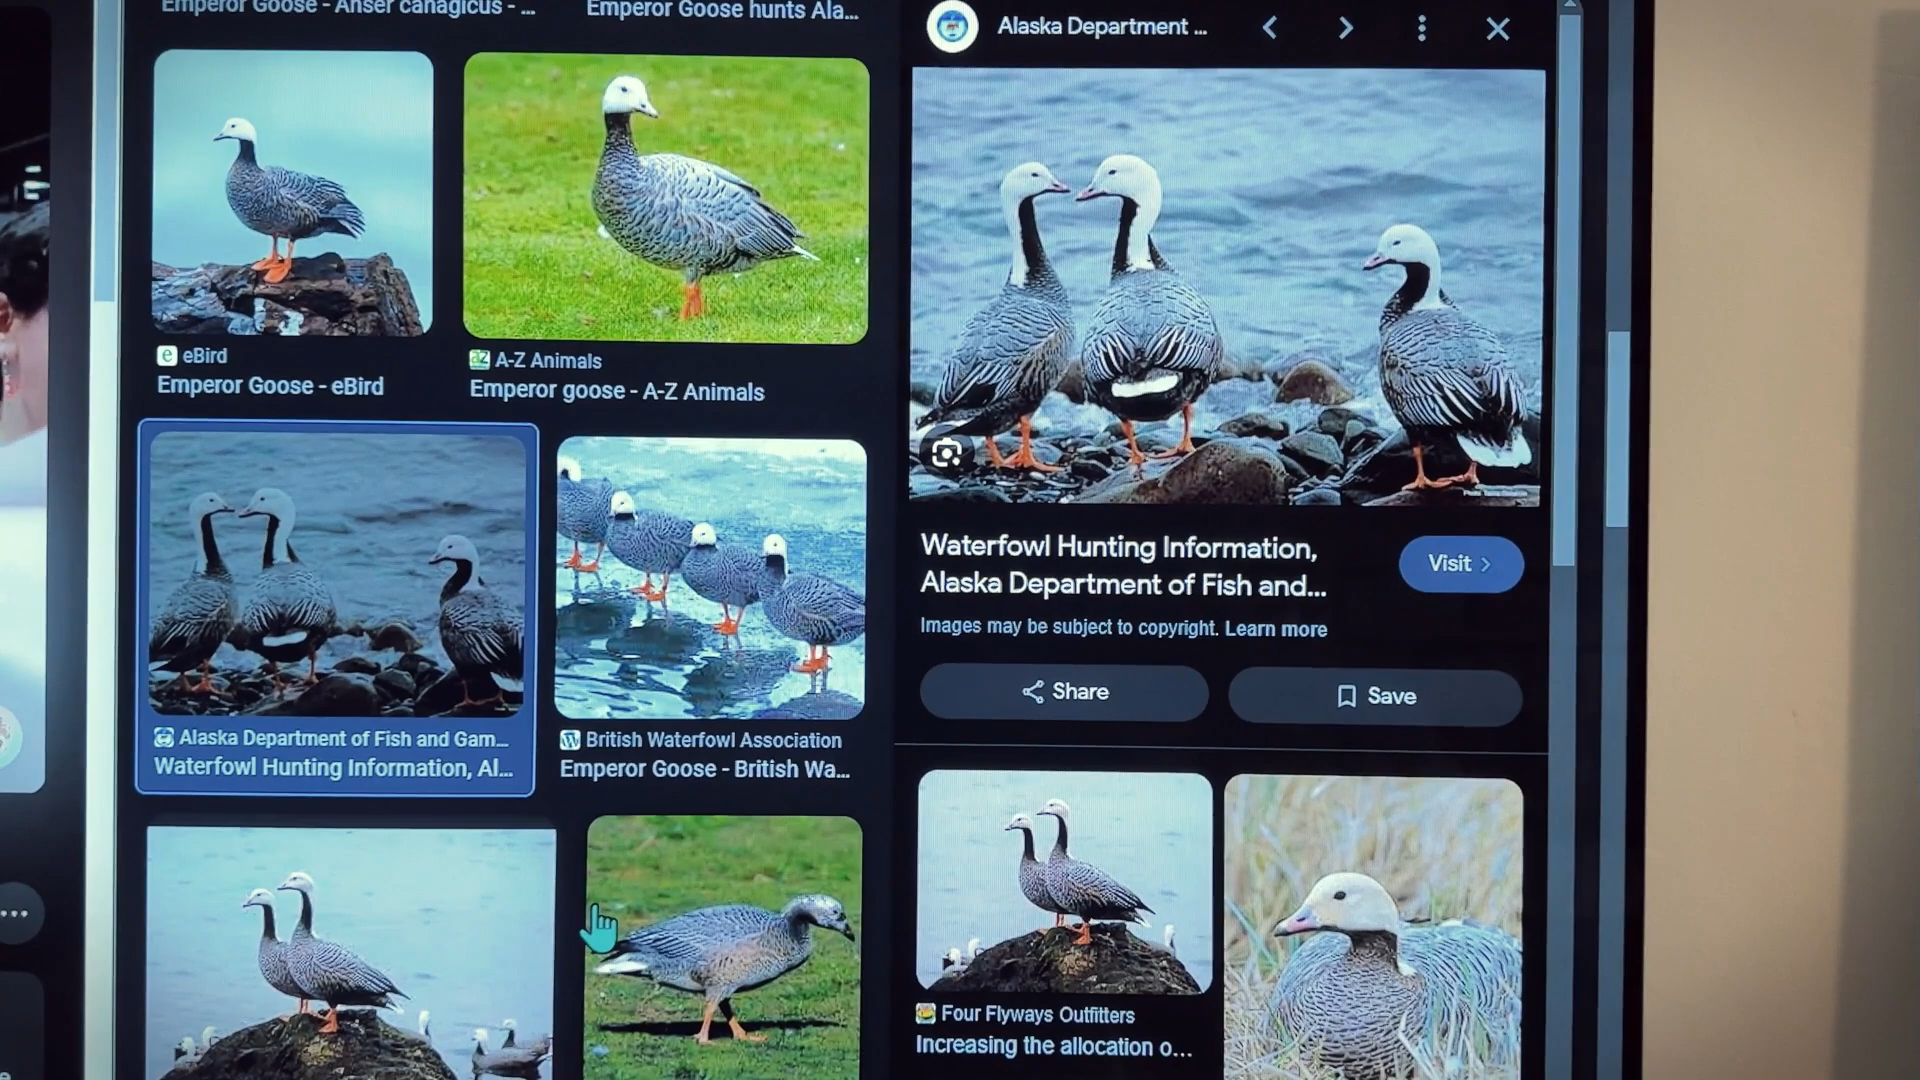 Emperor Goose - Anser canagicus - ...
Emperor Goose hunts Ala...
eBird
Emperor Goose - eBird
az A-Z Animals
Emperor goose - A-Z Animals
Alaska Department of Fish and Gam...
Waterfowl Hunting Information, Al...
British Waterfowl Association
Emperor Goose - British Wa...
Alaska Department ...
Waterfowl Hunting Information,
Alaska Department of Fish and...
Visit
Images may be subject to copyright. Learn more
Share
Save
Four Flyways Outfitters
Increasing the allocation o...